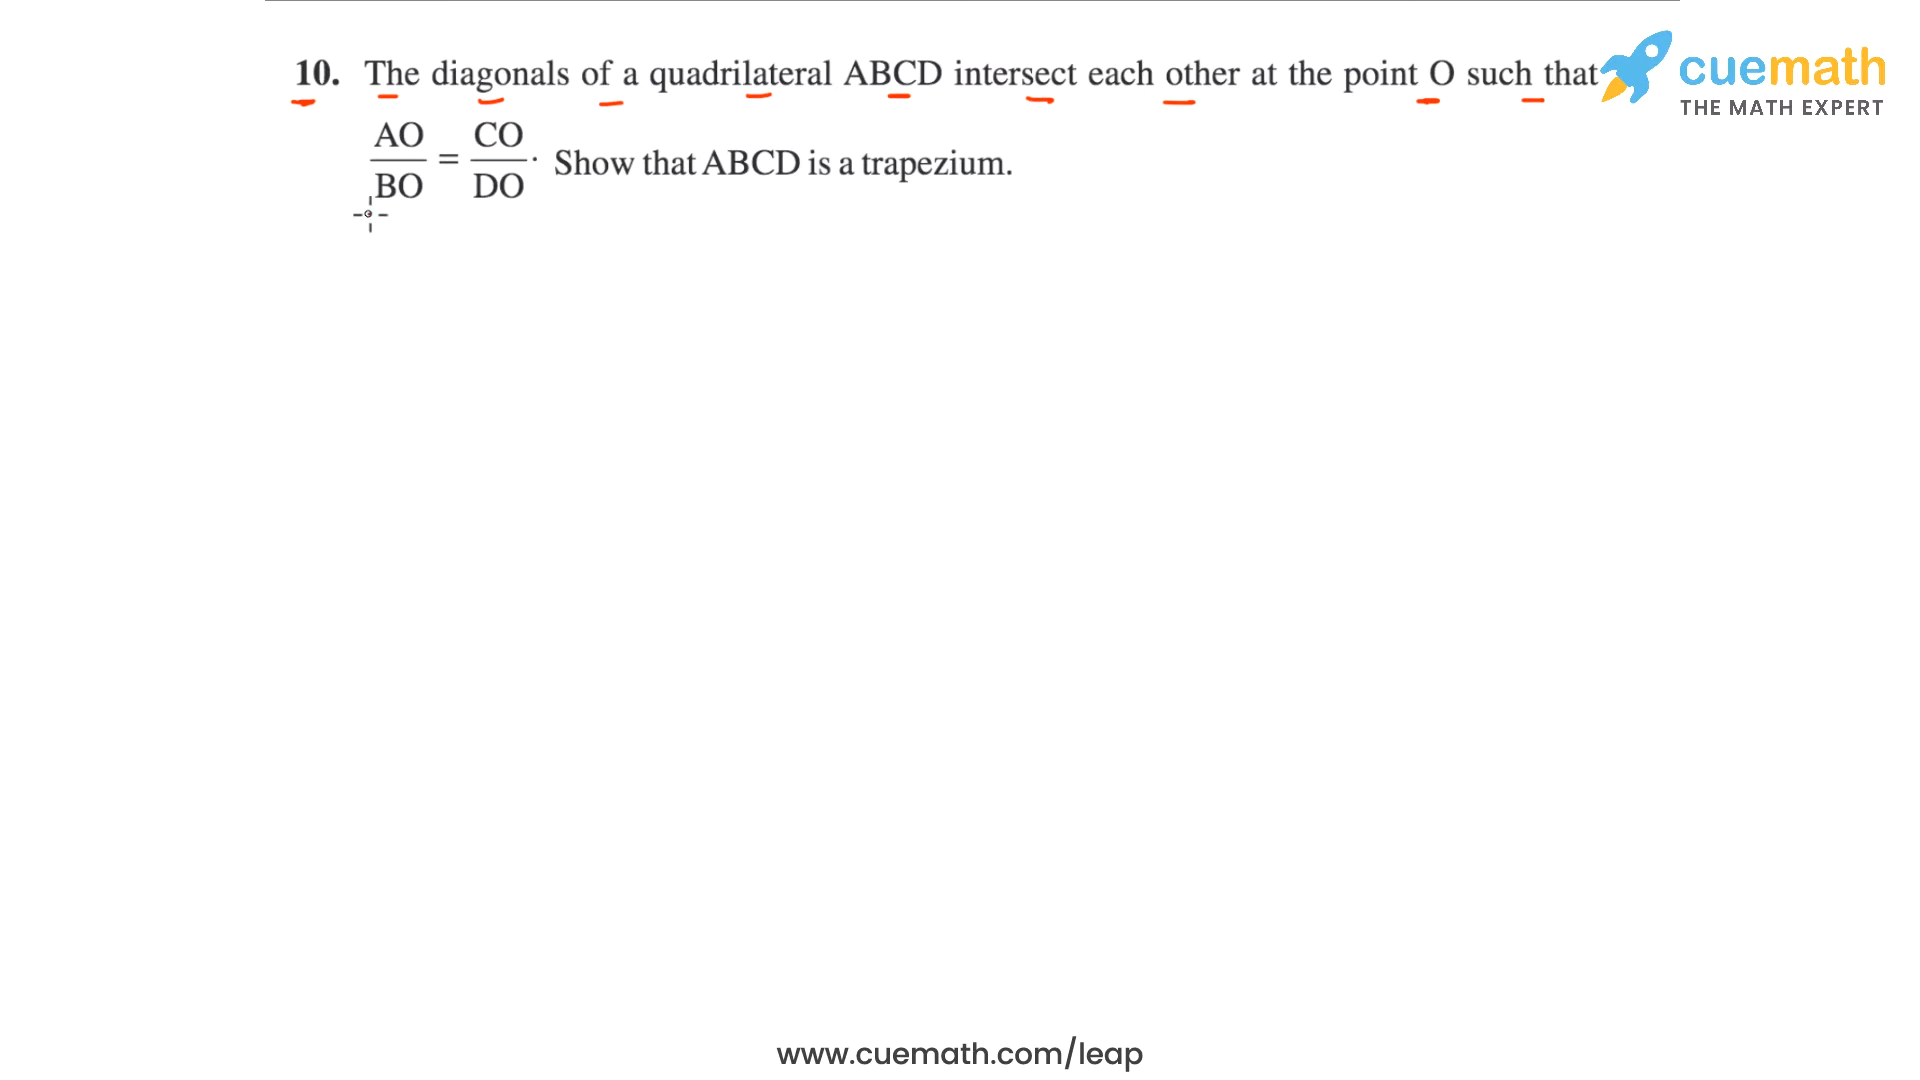 10. The diagonals of a quadrilateral ABCD intersect each other at the point O such that
AO/BO = CO/DO. Show that ABCD is a trapezium.
cuemath
THE MATH EXPERT
www.cuemath.com/leap